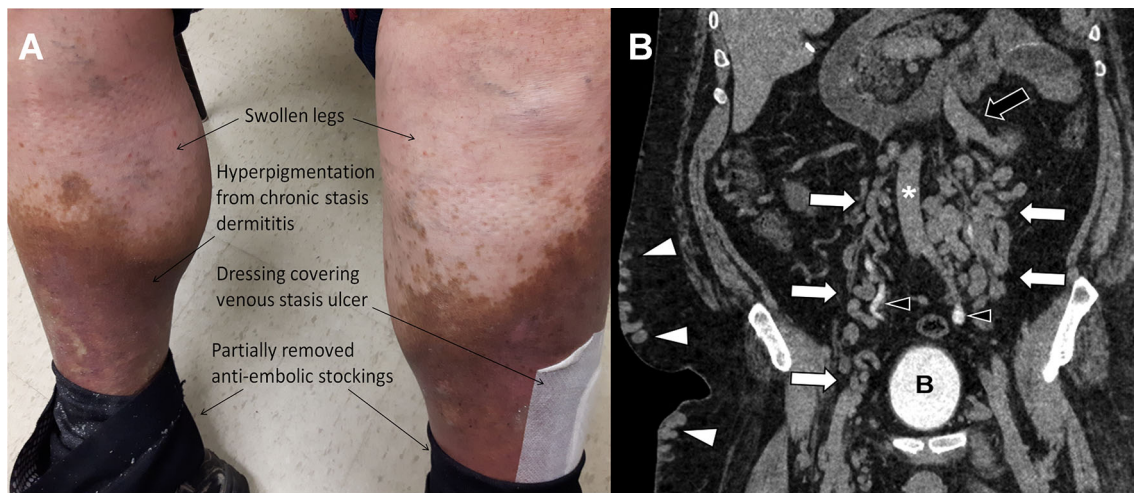 A
Swollen legs
Hyperpigmentation
from chronic stasis
dermititis
Dressing covering
venous stasis ulcer
Partially removed
anti-embolic stockings
B
*
B